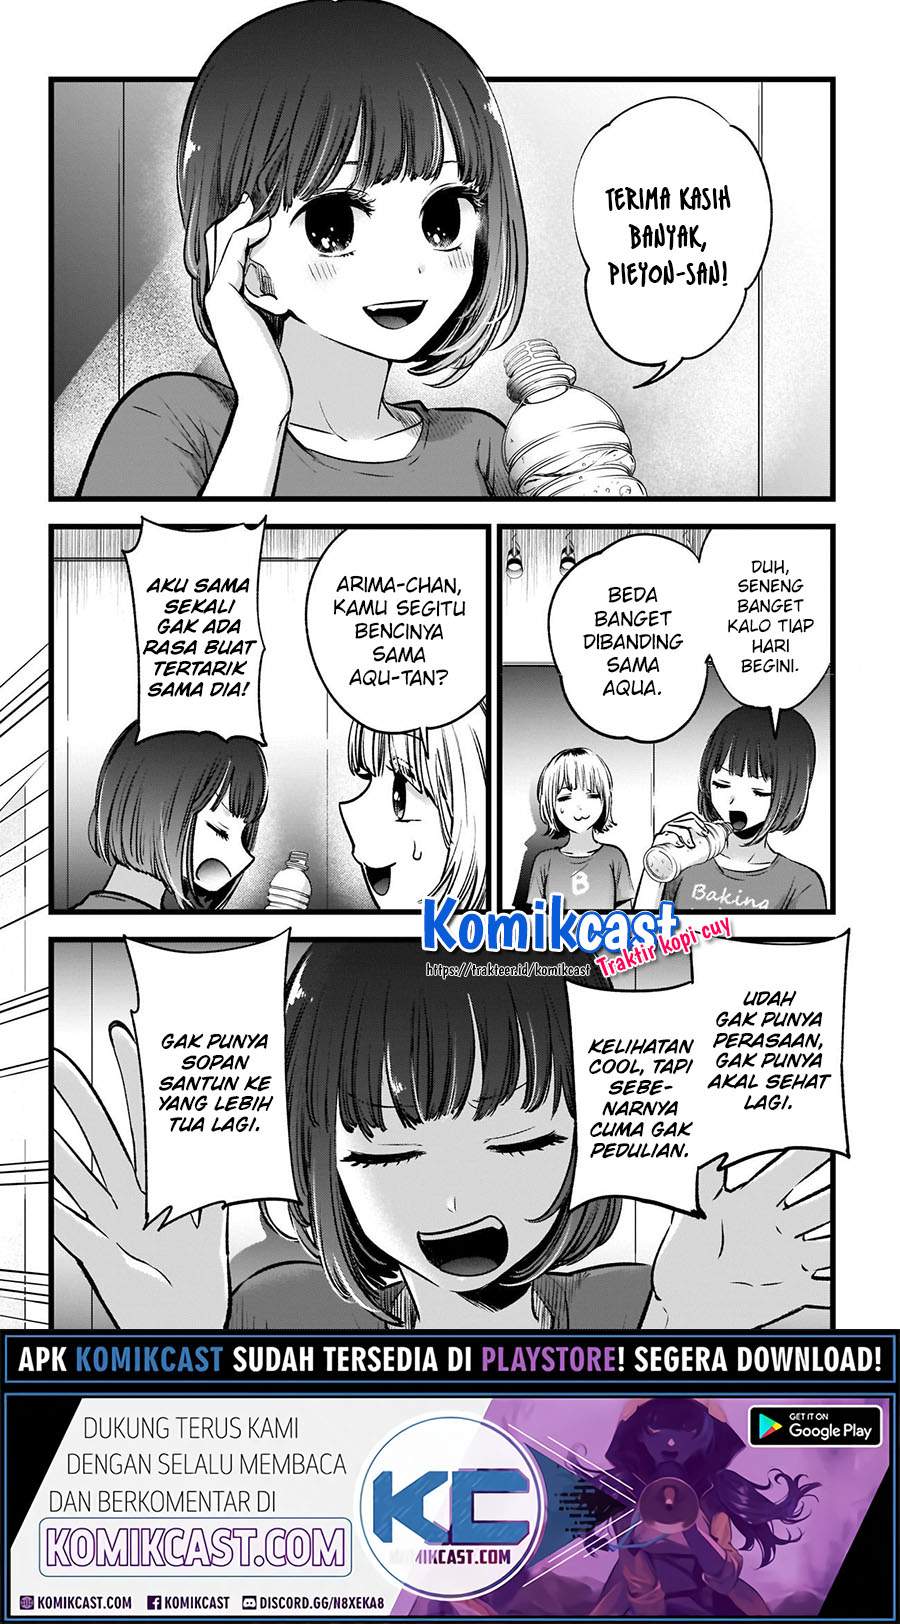 TERIMA KASIH
BANYAK,
PIEYON-SAN!
DUH,
SENENG
BANGET
KALO TIAP
HARI
BEGINI.
BEDA
BANGET
DIBANDING
SAMA
AQUA.
B
Baking
ARIMA-CHAN,
KAMU SEGITU
BENCINYA
SAMA
AQU-TAN?
AKU SAMA
SEKALI
GAK ADA
RASA BUAT
TERTARIK
SAMA DIA!
Komikcast
Traktir kopi cuy
https://trakteer.id/komikcast
UDAH
GAK PUNYA
PERASAAN,
GAK PUNYA
AKAL SEHAT
LAGI.
KELIHATAN
COOL, TAPI
SEBE-
NARNYA
CUMA GAK
PEDULIAN.
GAK PUNYA
SOPAN
SANTUN KE
YANG LEBIH
TUA LAGI.
APK KOMIKCAST SUDAH TERSEDIA DI PLAYSTORE! SEGERA DOWNLOAD!
DUKUNG TERUS KAMI
DENGAN SELALU MEMBACA
DAN BERKOMENTAR DI
KOMIKCAST.COM
KC
KOMIKCAST.COM
GET IT ON
Google Play
KOMIKCAST.COM
KOMIKCAST
DISCORD.GG/N8XEKA8